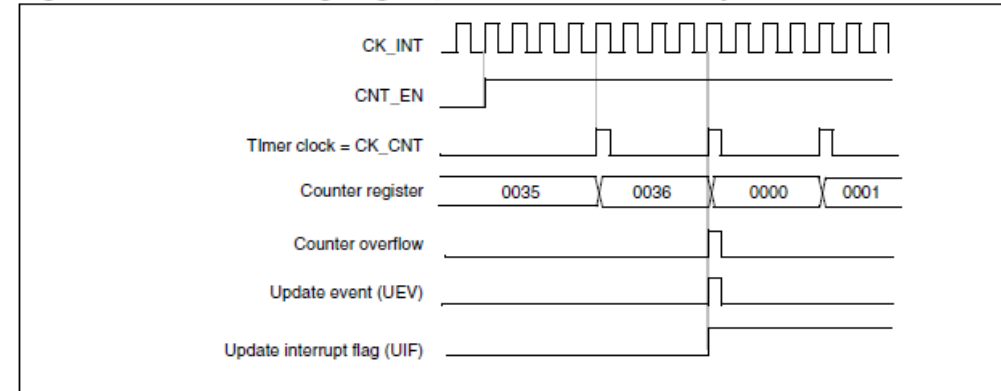 CK_INT
CNT_EN
TImer clock = CK_CNT
Counter register 0035 0036 0000 0001
Counter overflow
Update event (UEV)
Update interrupt flag (UIF)